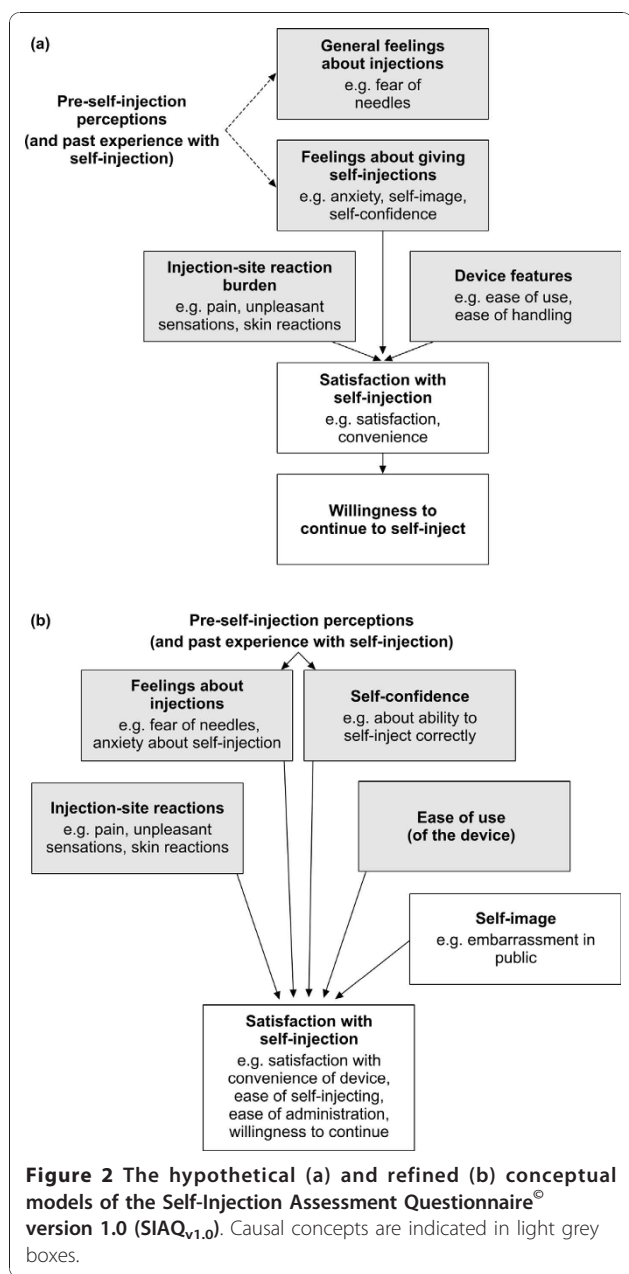 (a)
General feelings
about injections
e.g. fear of
needles
Pre-self-injection
perceptions
(and past experience with
self-injection)
Feelings about giving
self-injections
e.g. anxiety, self-image,
self-confidence
Injection-site reaction
burden
e.g. pain, unpleasant
sensations, skin reactions
Device features
e.g. ease of use,
ease of handling
Satisfaction with
self-injection
e.g. satisfaction,
convenience
Willingness to
continue to self-inject
(b)
Pre-self-injection perceptions
(and past experience with self-injection)
Feelings about
injections
e.g. fear of needles,
anxiety about self-injection
Self-confidence
e.g. about ability to
self-inject correctly
Injection-site reactions
e.g. pain, unpleasant
sensations, skin reactions
Ease of use
(of the device)
Self-image
e.g. embarrassment in
public
Satisfaction with
self-injection
e.g. satisfaction with
convenience of device,
ease of self-injecting,
ease of administration,
willingness to continue
Figure 2 The hypothetical (a) and refined (b) conceptual
models of the Self-Injection Assessment Questionnaire©
version 1.0 (SIAQv1.0). Causal concepts are indicated in light grey
boxes.